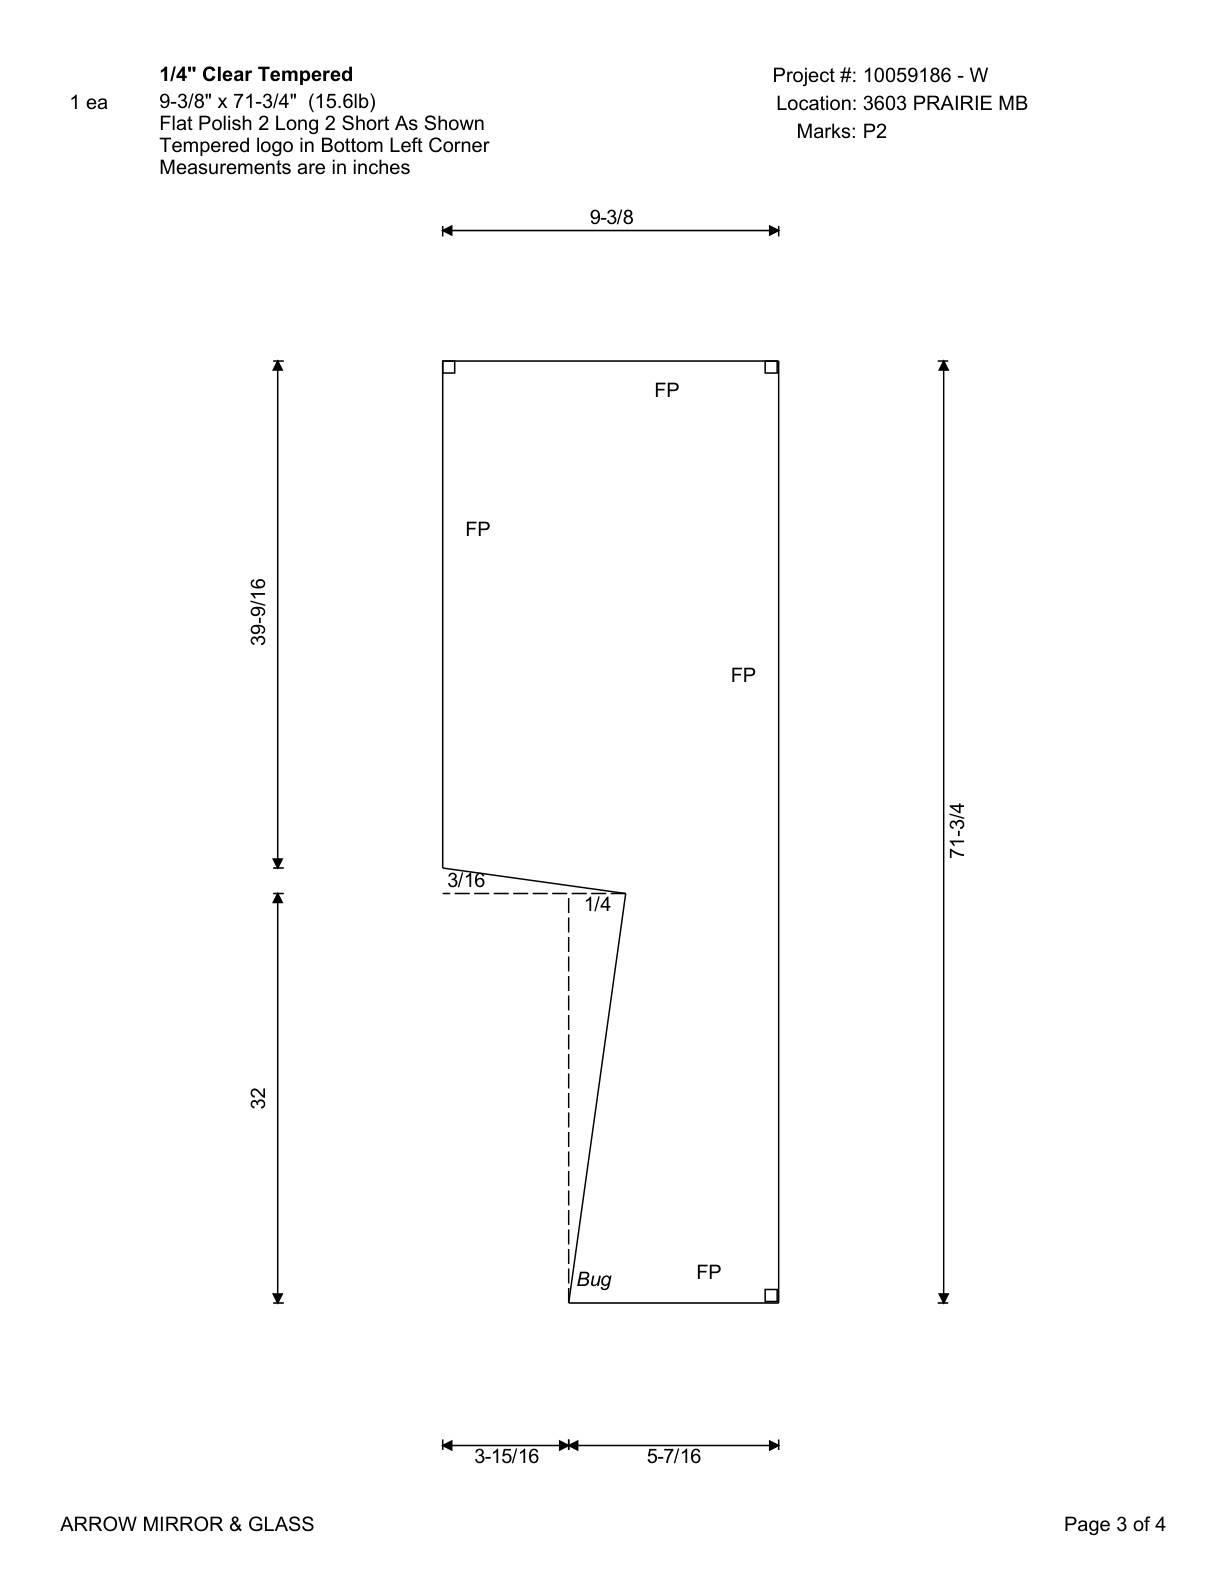 1/4" Clear Tempered
1 ea
9-3/8" x 71-3/4" (15.6lb)
Flat Polish 2 Long 2 Short As Shown
Tempered logo in Bottom Left Corner
Measurements are in inches
Project #: 10059186 - W
Location: 3603 PRAIRIE MB
Marks: P2
9-3/8
FP
FP
39-9/16
FP
71-3/4
3/16
1/4
32
FP
Bug
3-15/16
5-7/16
ARROW MIRROR & GLASS
Page 3 of 4